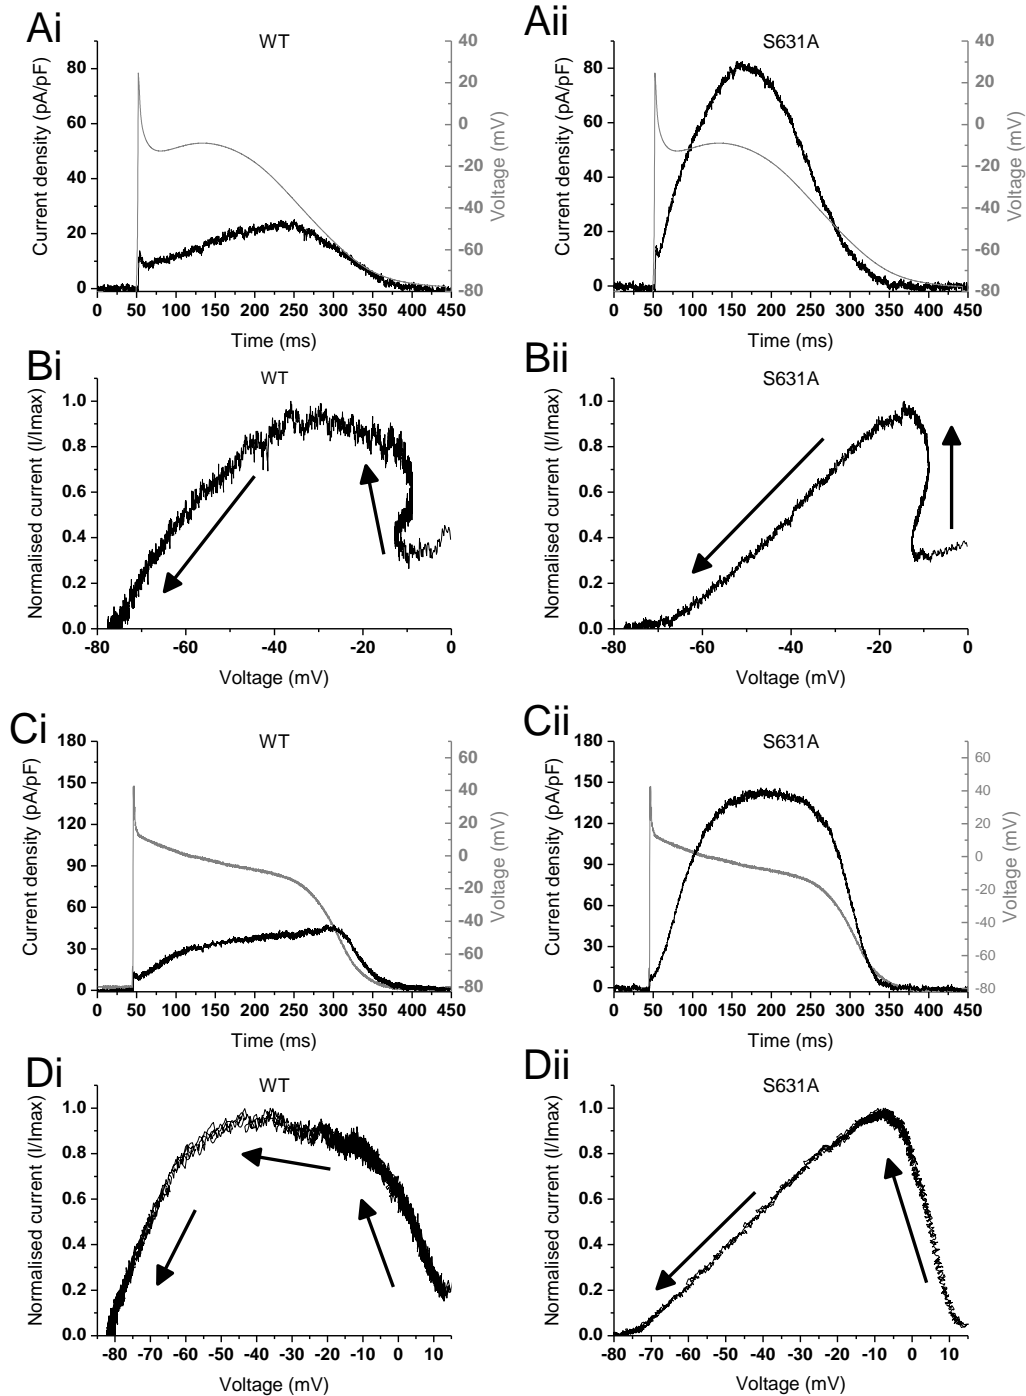 Ai
WT
Current density (pA/pF)
80
60
40
20
0
40
20
0
-20
-40
-60
-80
Voltage (mV)
0 50 100 150 200 250 300 350 400 450
Time (ms)
Aii
S631A
Current density (pA/pF)
80
60
40
20
0
40
20
0
-20
-40
-60
-80
Voltage (mV)
0 50 100 150 200 250 300 350 400 450
Time (ms)
Bi
WT
Normalised current (I/Imax)
1.0
0.8
0.6
0.4
0.2
0.0
-80 -60 -40 -20 0
Voltage (mV)
Bii
S631A
Normalised current (I/Imax)
1.0
0.8
0.6
0.4
0.2
0.0
-80 -60 -40 -20 0
Voltage (mV)
Ci
WT
Current density (pA/pF)
180
150
120
90
60
30
0
60
40
20
0
-20
-40
-60
-80
Voltage (mV)
0 50 100 150 200 250 300 350 400 450
Time (ms)
Cii
S631A
Current density (pA/pF)
180
150
120
90
60
30
0
60
40
20
0
-20
-40
-60
-80
Voltage (mV)
0 50 100 150 200 250 300 350 400 450
Time (ms)
Di
WT
Normalised current (I/Imax)
1.0
0.8
0.6
0.4
0.2
0.0
-80 -70 -60 -50 -40 -30 -20 -10 0 10
Voltage (mV)
Dii
S631A
Normalised current (I/Imax)
1.0
0.8
0.6
0.4
0.2
0.0
-80 -70 -60 -50 -40 -30 -20 -10 0 10
Voltage (mV)